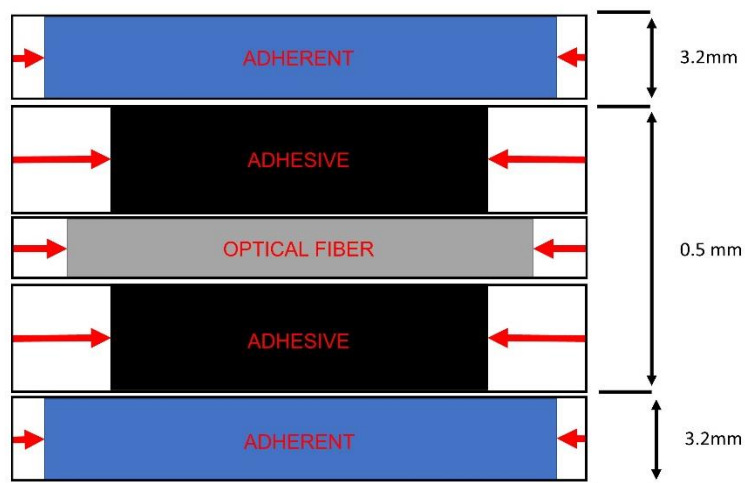 ADHERENT
3.2mm
ADHESIVE
OPTICAL FIBER
0.5 mm
ADHESIVE
ADHERENT
3.2mm